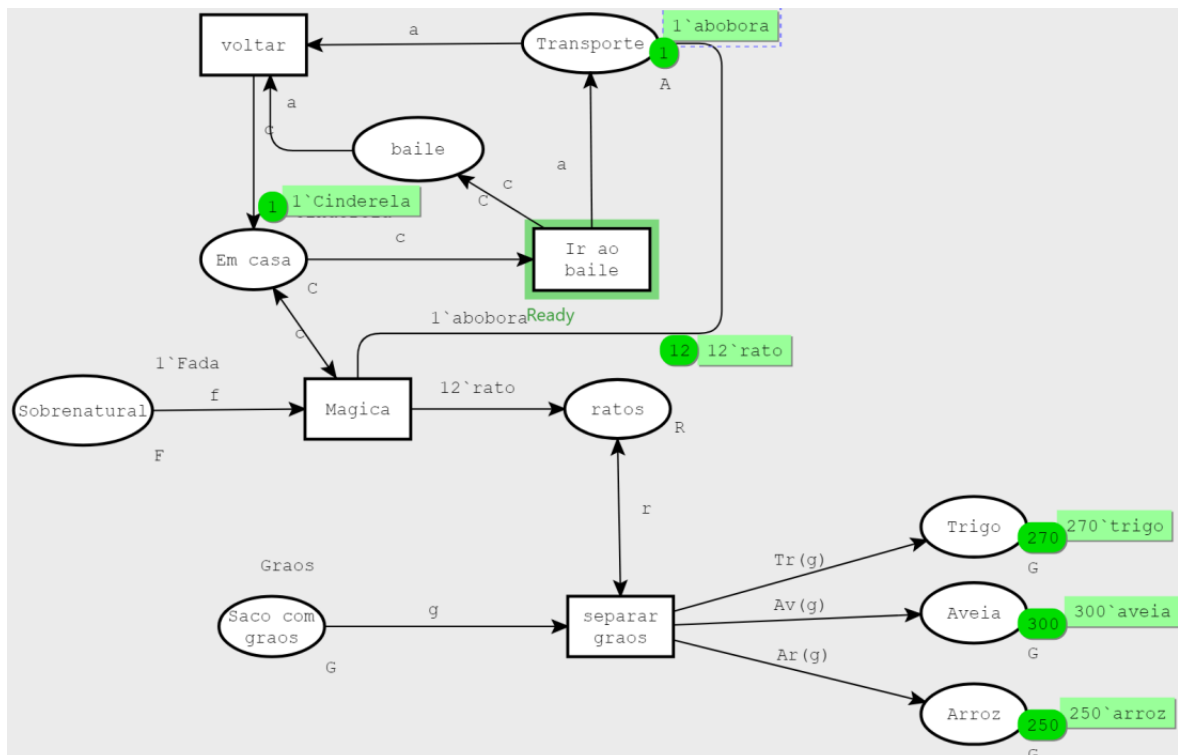 1`abobora
voltar
a
Transporte
1
A
a
c
baile
a
c
C
1
1`Cinderela
Em casa
c
Ir ao
baile
C
Ready
1`abobora
c
12
12`rato
1`Fada
Sobrenatural
f
Magica
12`rato
ratos
F
R
r
Trigo
270
270`trigo
G
Graos
Tr(g)
Saco com
graos
g
separar
graos
Av(g)
Aveia
300
300`aveia
G
G
Ar(g)
Arroz
250
250`arroz
G